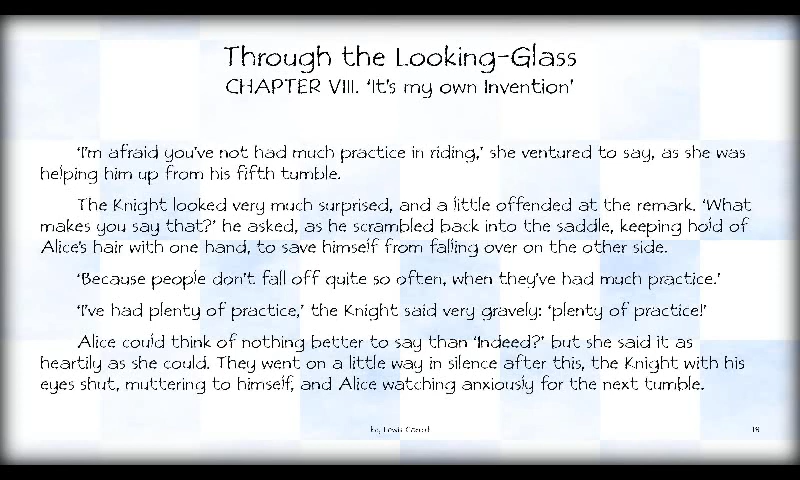 Through the Looking-Glass
CHAPTER VIII. ‘It’s my own Invention’
‘I’m afraid you’ve not had much practice in riding,’ she ventured to say, as she was
helping him up from his fifth tumble.
The Knight looked very much surprised, and a little offended at the remark. ‘What
makes you say that?’ he asked, as he scrambled back into the saddle, keeping hold of
Alice’s hair with one hand, to save himself from falling over on the other side.
‘Because people don’t fall off quite so often, when they’ve had much practice.’
‘I’ve had plenty of practice,’ the Knight said very gravely: ‘plenty of practice!’
Alice could think of nothing better to say than ‘Indeed?’ but she said it as
heartily as she could. They went on a little way in silence after this, the Knight with his
eyes shut, muttering to himself, and Alice watching anxiously for the next tumble.
by Lewis Carroll